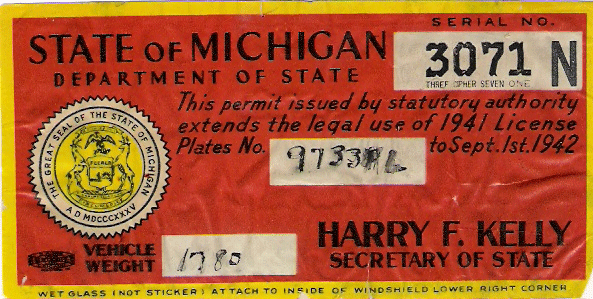 SERIAL NO.
STATE OF MICHIGAN
3071 N
DEPARTMENT OF STATE
THREE CIPHER SEVEN ONE
This permit issued by statutory authority
extends the legal use of 1941 License
Plates No. to Sept. 1st. 1942
THE GREAT SEAL OF THE STATE OF MICHIGAN
A D MDCCCXXXV
TUEBOR
VEHICLE
WEIGHT 1780
HARRY F. KELLY
SECRETARY OF STATE
WET GLASS (NOT STICKER) ATTACH TO INSIDE OF WINDSHIELD LOWER RIGHT CORNER